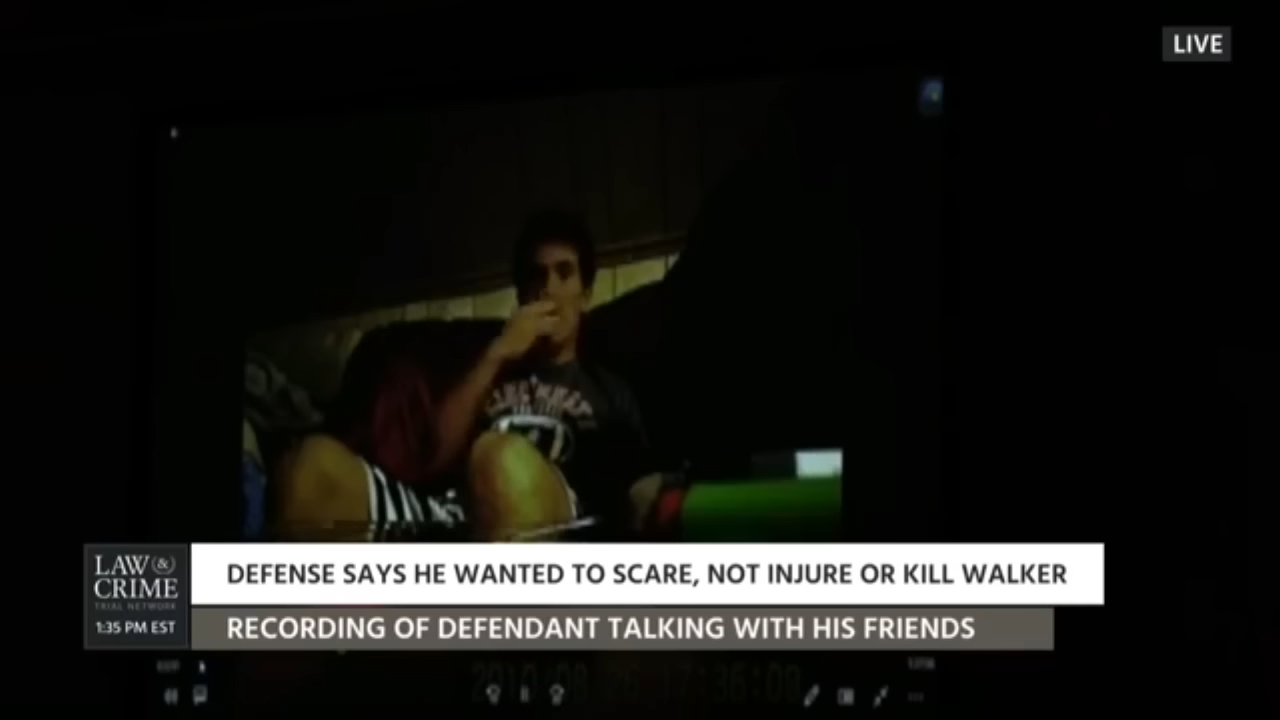 LIVE
DEFENSE SAYS HE WANTED TO SCARE, NOT INJURE OR KILL WALKER
LAW &
CRIME
TRIAL NETWORK
1:35 PM EST
RECORDING OF DEFENDANT TALKING WITH HIS FRIENDS